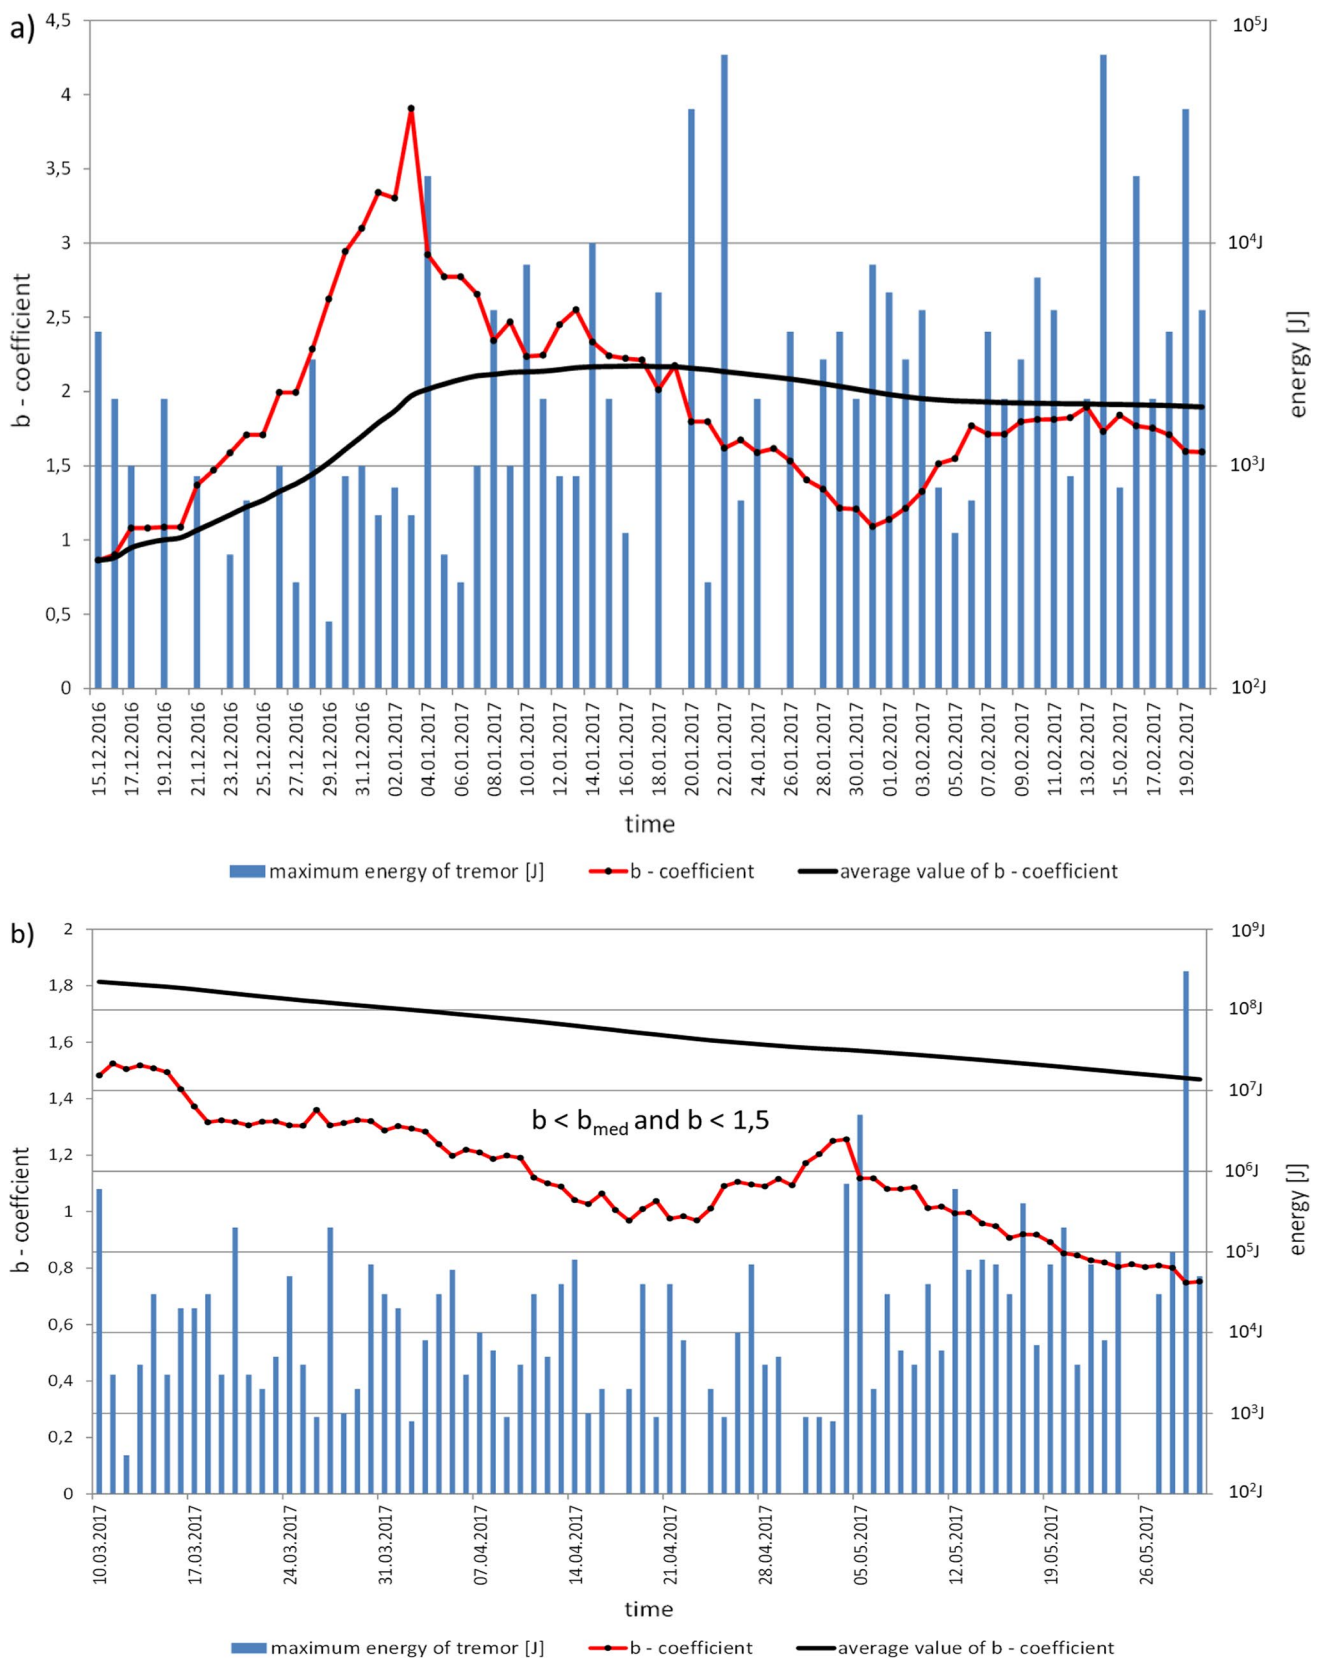 a)
4,5
4
3,5
3
2,5
2
1,5
1
0,5
0
b - coefficient
10⁵J
10⁴J
10³J
10²J
energy [J]
15.12.2016
17.12.2016
19.12.2016
21.12.2016
23.12.2016
25.12.2016
27.12.2016
29.12.2016
31.12.2016
02.01.2017
04.01.2017
06.01.2017
08.01.2017
10.01.2017
12.01.2017
14.01.2017
16.01.2017
18.01.2017
20.01.2017
22.01.2017
24.01.2017
26.01.2017
28.01.2017
30.01.2017
01.02.2017
03.02.2017
05.02.2017
07.02.2017
09.02.2017
11.02.2017
13.02.2017
15.02.2017
17.02.2017
19.02.2017
time
maximum energy of tremor [J] b - coefficient average value of b - coefficient
b)
2
1,8
1,6
1,4
1,2
1
0,8
0,6
0,4
0,2
0
b - coeffcient
b < bmed and b < 1,5
10⁹J
10⁸J
10⁷J
10⁶J
10⁵J
10⁴J
10³J
10²J
energy [J]
10.03.2017
17.03.2017
24.03.2017
31.03.2017
07.04.2017
14.04.2017
21.04.2017
28.04.2017
05.05.2017
12.05.2017
19.05.2017
26.05.2017
time
maximum energy of tremor [J] b - coefficient average value of b - coefficient